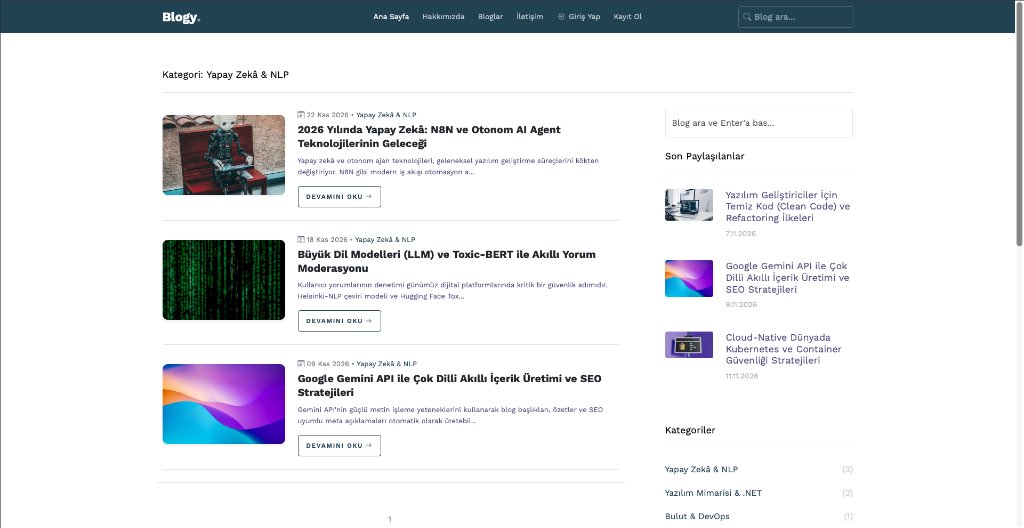 Blogy.
Ana Sayfa
Hakkımızda
Bloglar
İletişim
Giriş Yap
Kayıt Ol
Blog ara...
Kategori: Yapay Zekâ & NLP
22 Kas 2026 • Yapay Zekâ & NLP
2026 Yılında Yapay Zekâ: N8N ve Otonom AI Agent
Teknolojilerinin Geleceği
Yapay zekâ ve otonom ajan teknolojileri, geleneksel yazılım geliştirme süreçlerini kökten
değiştiriyor. N8N gibi modern iş akışı otomasyon a...
DEVAMINI OKU →
18 Kas 2026 • Yapay Zekâ & NLP
Büyük Dil Modelleri (LLM) ve Toxic-BERT ile Akıllı Yorum
Moderasyonu
Kullanıcı yorumlarının denetimi günümüz dijital platformlarında kritik bir güvenlik adımıdır.
Helsinki-NLP çeviri modeli ve Hugging Face Tox...
DEVAMINI OKU →
09 Kas 2026 • Yapay Zekâ & NLP
Google Gemini API ile Çok Dilli Akıllı İçerik Üretimi ve SEO
Stratejileri
Gemini API'nin güçlü metin işleme yeteneklerini kullanarak blog başlıkları, özetler ve SEO
uyumlu meta açıklamaları otomatik olarak üretebil...
DEVAMINI OKU →
1
Blog ara ve Enter'a bas...
Son Paylaşılanlar
Yazılım Geliştiriciler İçin
Temiz Kod (Clean Code) ve
Refactoring İlkeleri
7.11.2026
Google Gemini API ile Çok
Dilli Akıllı İçerik Üretimi ve
SEO Stratejileri
9.11.2026
Cloud-Native Dünyada
Kubernetes ve Container
Güvenliği Stratejileri
11.11.2026
Kategoriler
Yapay Zekâ & NLP (3)
Yazılım Mimarisi & .NET (3)
Bulut & DevOps (1)